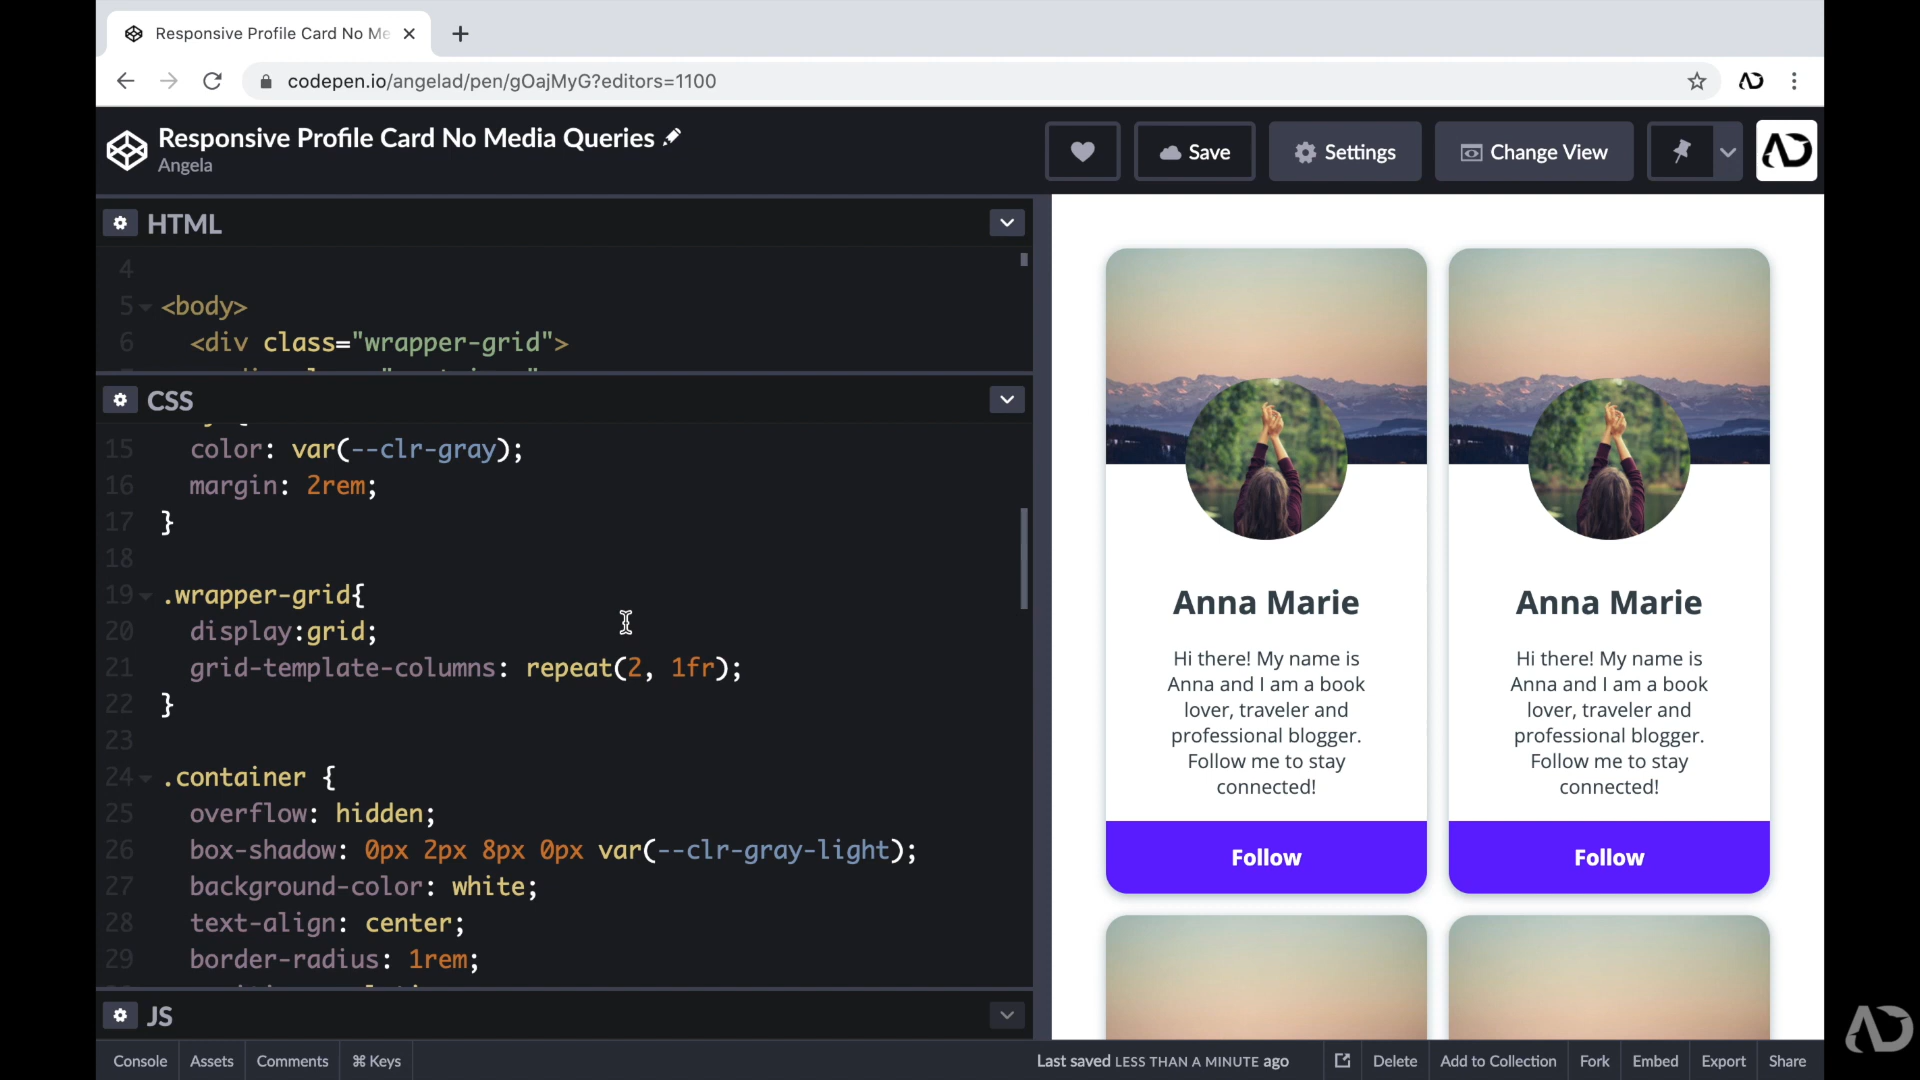 Responsive Profile Card No Me
codepen.io/angelad/pen/gOajMyG?editors=1100
Responsive Profile Card No Media Queries
Angela
Save
Settings
Change View
HTML
4
5 <body>
6 <div class="wrapper-grid">
CSS
15 color: var(--clr-gray);
16 margin: 2rem;
17 }
18
19 .wrapper-grid{
20 display:grid;
21 grid-template-columns: repeat(2, 1fr);
22 }
23
24 .container {
25 overflow: hidden;
26 box-shadow: 0px 2px 8px 0px var(--clr-gray-light);
27 background-color: white;
28 text-align: center;
29 border-radius: 1rem;
JS
Anna Marie
Hi there! My name is
Anna and I am a book
lover, traveler and
professional blogger.
Follow me to stay
connected!
Follow
Anna Marie
Hi there! My name is
Anna and I am a book
lover, traveler and
professional blogger.
Follow me to stay
connected!
Follow
Console Assets Comments ⌘ Keys
Last saved LESS THAN A MINUTE ago
Delete Add to Collection Fork Embed Export Share